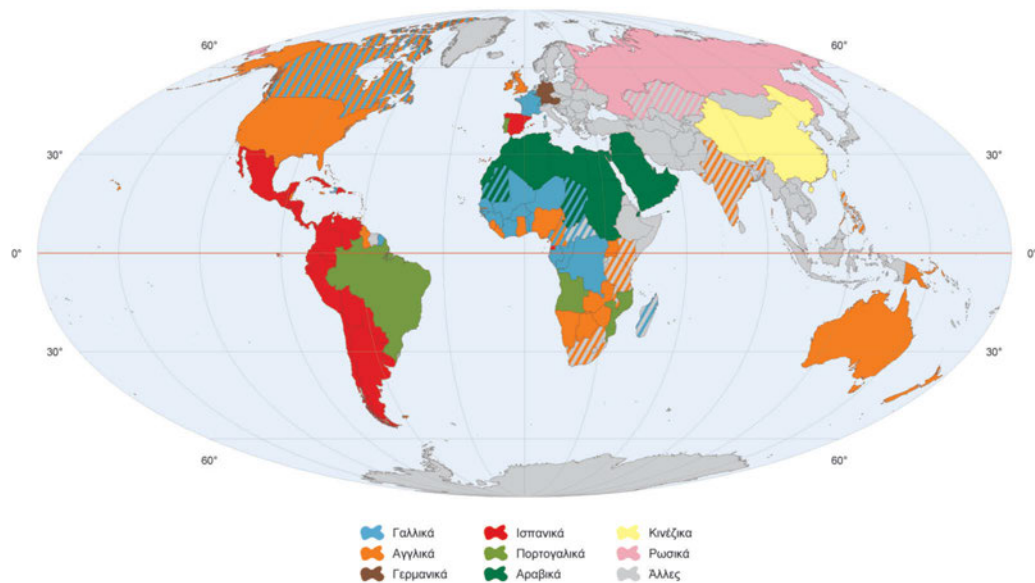 60°
60°
30°
30°
0°
0°
30°
30°
60°
60°
Γαλλικά
Ισπανικά
Κινέζικα
Αγγλικά
Πορτογαλικά
Ρωσικά
Γερμανικά
Αραβικά
Άλλες